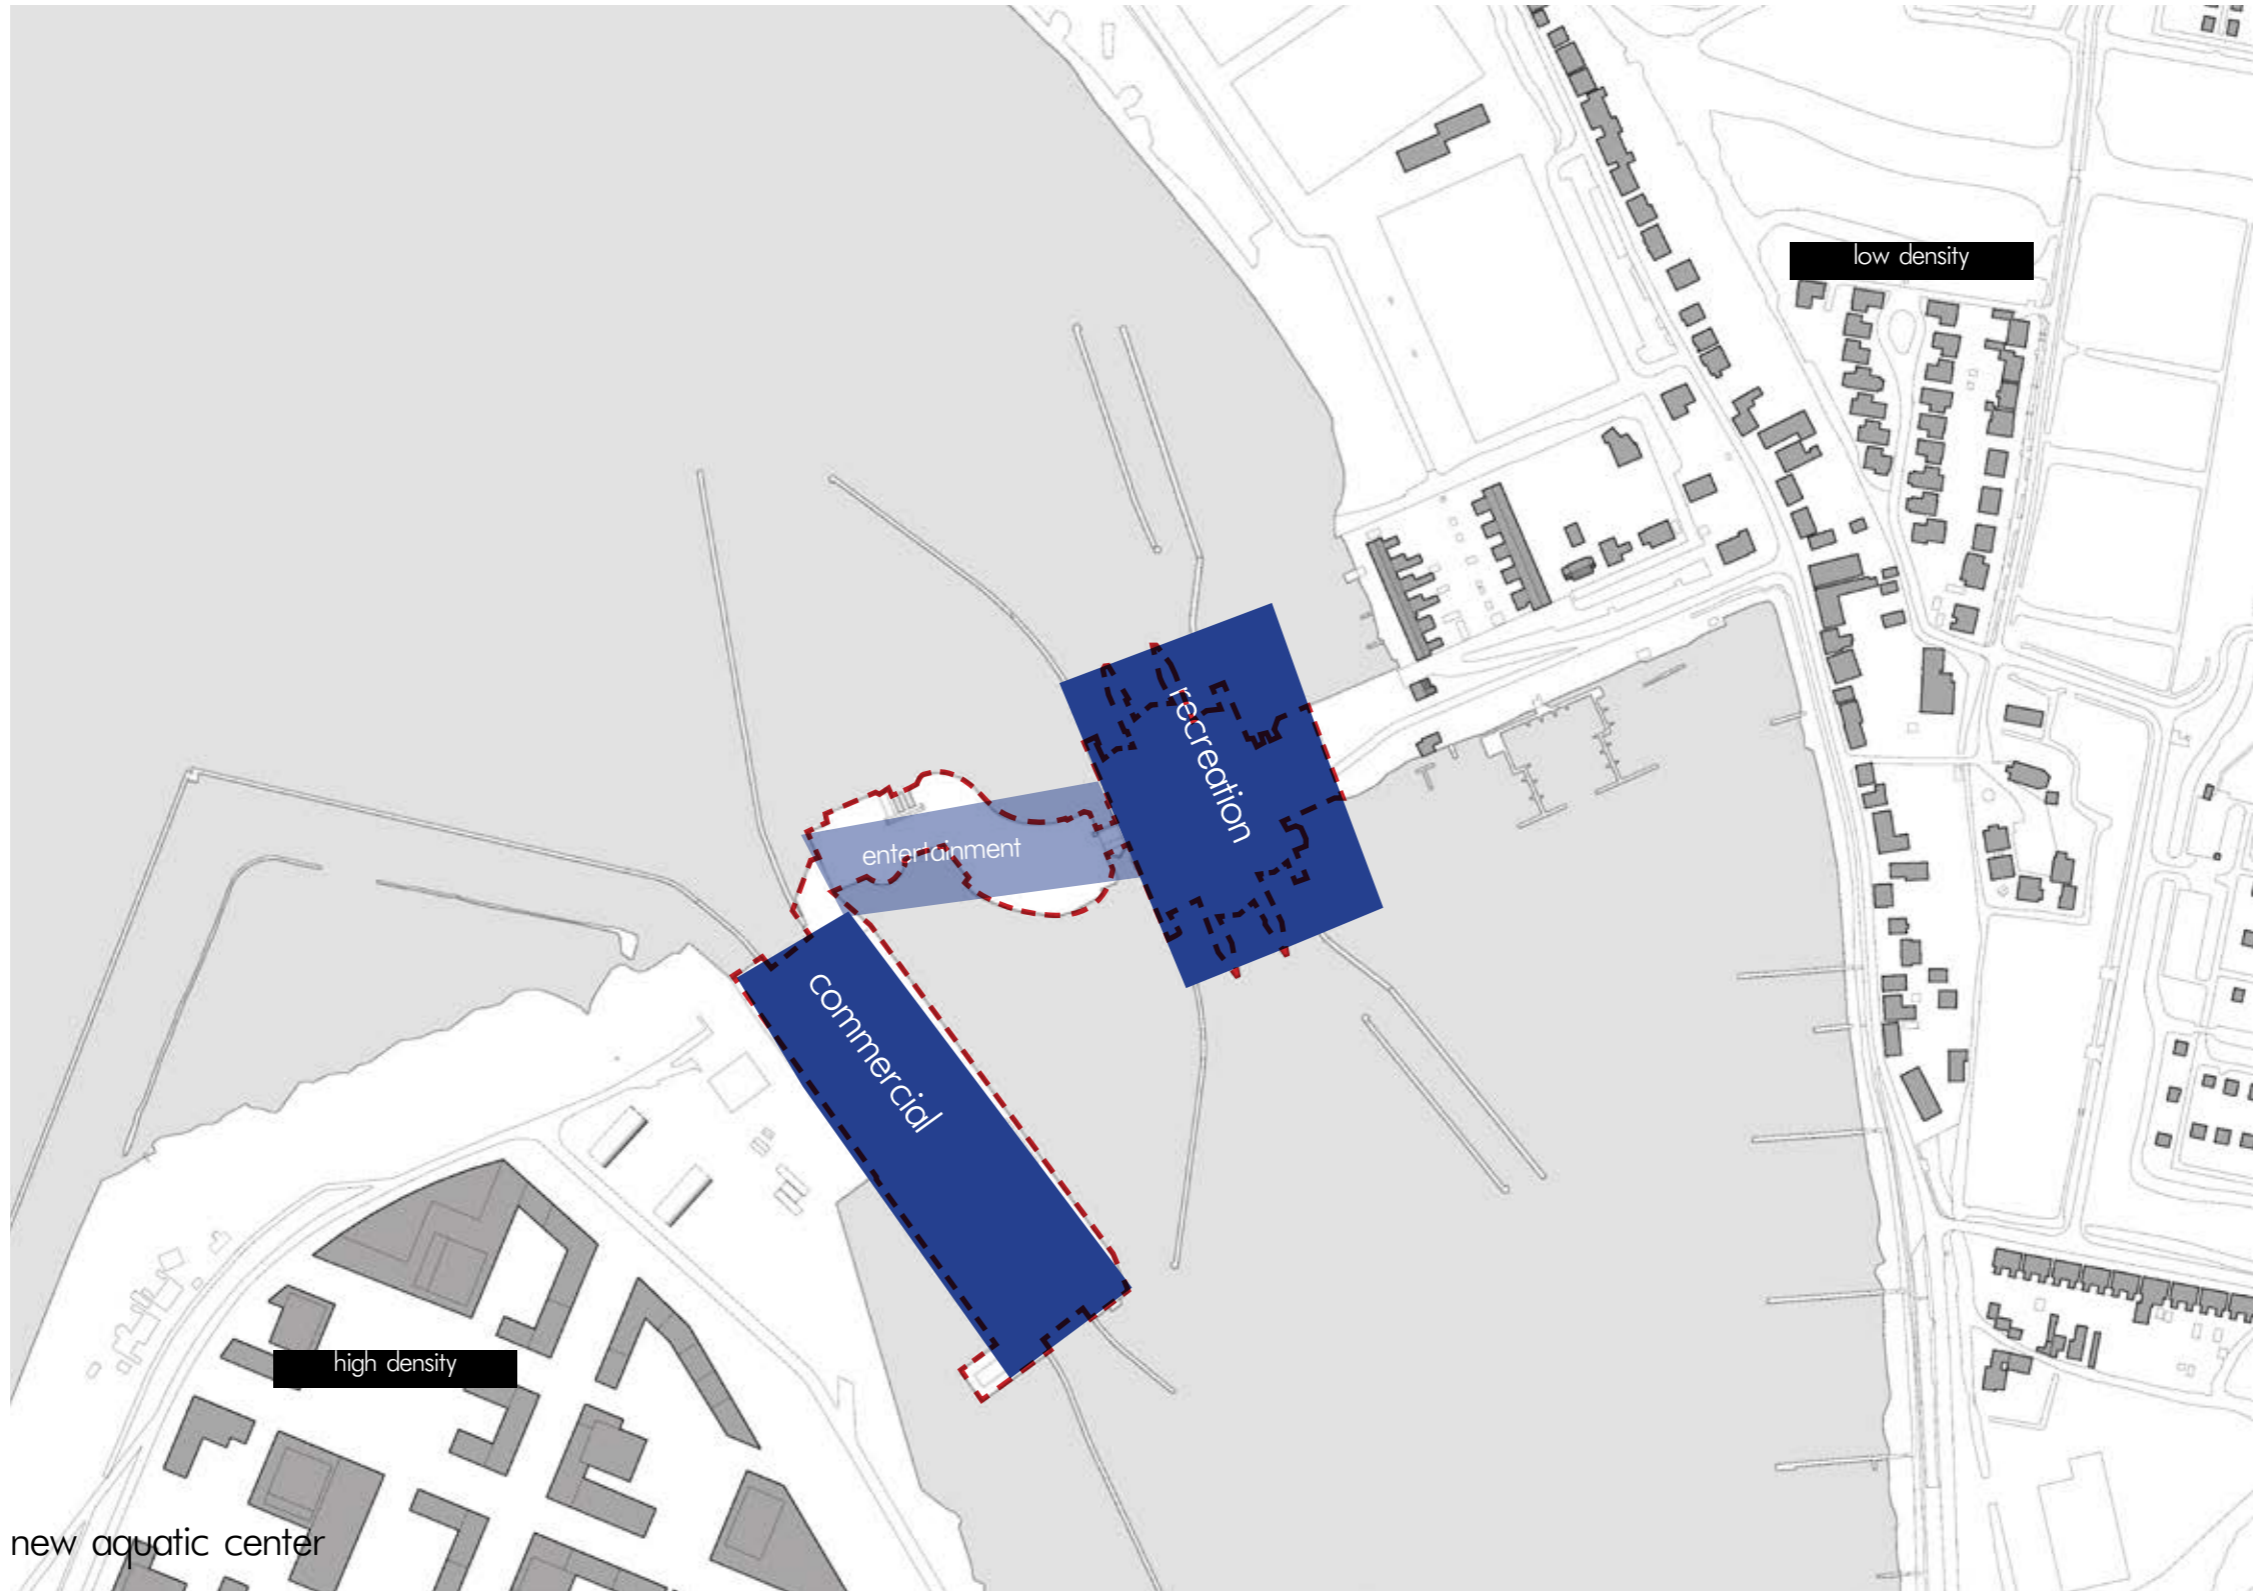 low density
recreation
entertainment
commercial
high density
new aquatic center